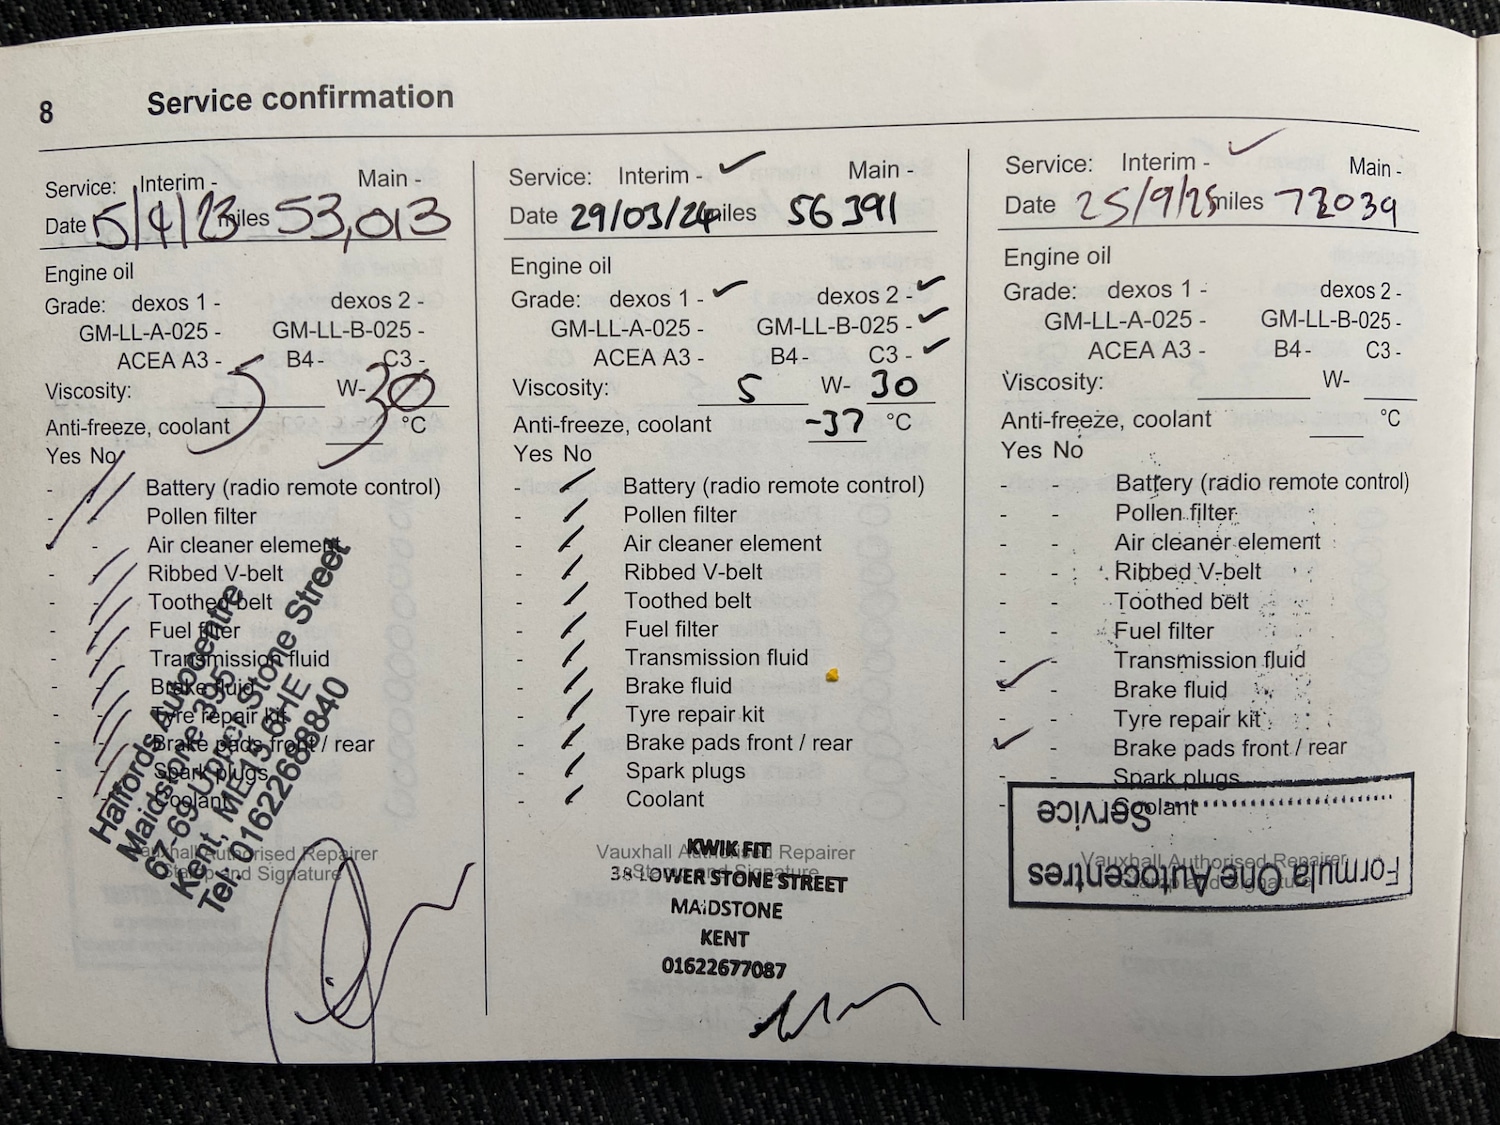 8 Service confirmation
Service: Interim - Main -
Date 5/4/23 miles 53,013
Engine oil
Grade: dexos 1 - dexos 2 -
GM-LL-A-025 - GM-LL-B-025 -
ACEA A3 - B4 - C3 -
Viscosity: 5 W- 30
Anti-freeze, coolant °C
Yes No
- - Battery (radio remote control)
- - Pollen filter
- Air cleaner element
- - Ribbed V-belt
- - Toothed belt
- - Fuel filter
- - Transmission fluid
- - Brake fluid
- - Tyre repair kit
- - Brake pads front / rear
- - Spark plugs
- - Coolant
Vauxhall Authorised Repairer
Stamp and Signature
Halfords Autocentre
Maidstone 395
67-69 Upper Stone Street
Kent, ME15 6HE
Tel: 01622688840
Service: Interim - ✓ Main -
Date 29/03/24 miles 56391
Engine oil
Grade: dexos 1 - ✓ dexos 2 - ✓
GM-LL-A-025 - GM-LL-B-025 - ✓
ACEA A3 - B4 - C3 - ✓
Viscosity: 5 W- 30
Anti-freeze, coolant -37 °C
Yes No
- - Battery (radio remote control)
- - Pollen filter
- - Air cleaner element
- - Ribbed V-belt
- - Toothed belt
- - Fuel filter
- - Transmission fluid
- - Brake fluid
- - Tyre repair kit
- - Brake pads front / rear
- - Spark plugs
- - Coolant
Vauxhall Authorised Repairer
Stamp and Signature
KWIK FIT
38 LOWER STONE STREET
MAIDSTONE
KENT
01622677087
Service: Interim - ✓ Main -
Date 25/9/25 miles 72039
Engine oil
Grade: dexos 1 - dexos 2 -
GM-LL-A-025 - GM-LL-B-025 -
ACEA A3 - B4 - C3 -
Viscosity: W-
Anti-freeze, coolant °C
Yes No
- - Battery (radio remote control)
- - Pollen filter
- - Air cleaner element
- - Ribbed V-belt
- - Toothed belt
- - Fuel filter
- - Transmission fluid
✓ - Brake fluid
- - Tyre repair kit
✓ - Brake pads front / rear
Spark plugs
- Coolant
Vauxhall Authorised Repairer
Stamp and Signature
Formula One Autocentres
Service